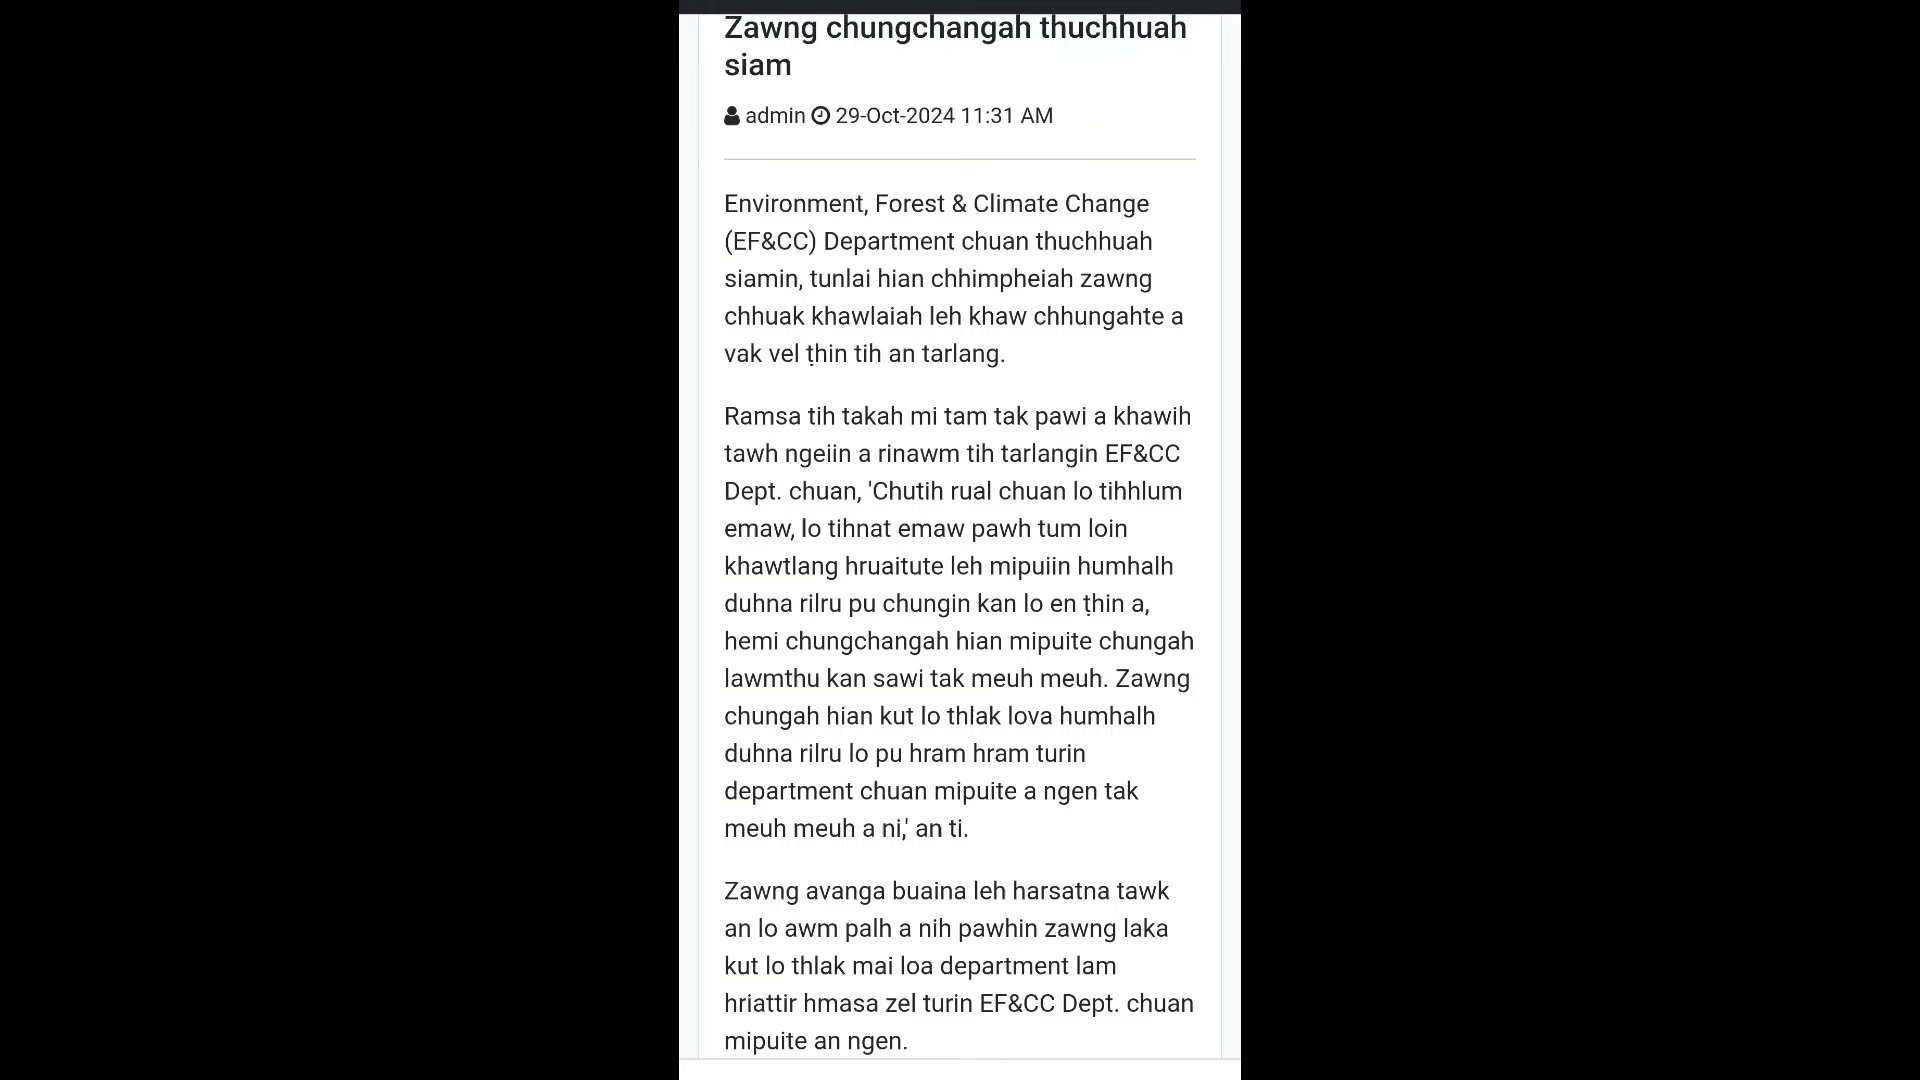 Zawng chungchangah thuchhuah
siam
admin 29-Oct-2024 11:31 AM
Environment, Forest & Climate Change
(EF&CC) Department chuan thuchhuah
siamin, tunlai hian chhimpheiah zawng
chhuak khawlaiah leh khaw chhungahte a
vak vel ṭhin tih an tarlang.
Ramsa tih takah mi tam tak pawi a khawih
tawh ngeiin a rinawm tih tarlangin EF&CC
Dept. chuan, 'Chutih rual chuan lo tihhlum
emaw, lo tihnat emaw pawh tum loin
khawtlang hruaitute leh mipuiin humhalh
duhna rilru pu chungin kan lo en ṭhin a,
hemi chungchangah hian mipuite chungah
lawmthu kan sawi tak meuh meuh. Zawng
chungah hian kut lo thlak lova humhalh
duhna rilru lo pu hram hram turin
department chuan mipuite a ngen tak
meuh meuh a ni,' an ti.
Zawng avanga buaina leh harsatna tawk
an lo awm palh a nih pawhin zawng laka
kut lo thlak mai loa department lam
hriattir hmasa zel turin EF&CC Dept. chuan
mipuite an ngen.